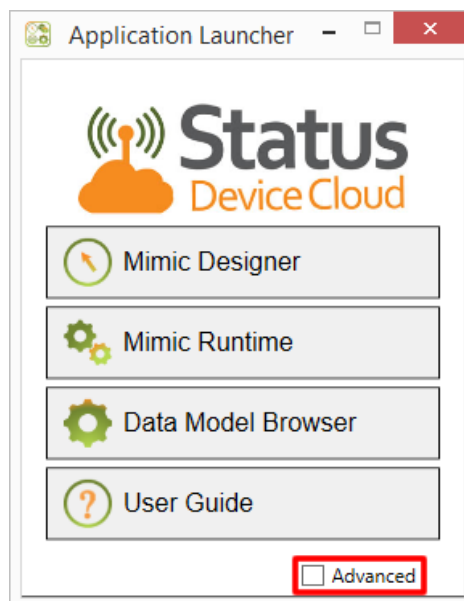 Application Launcher
Status
Device Cloud
Mimic Designer
Mimic Runtime
Data Model Browser
User Guide
Advanced